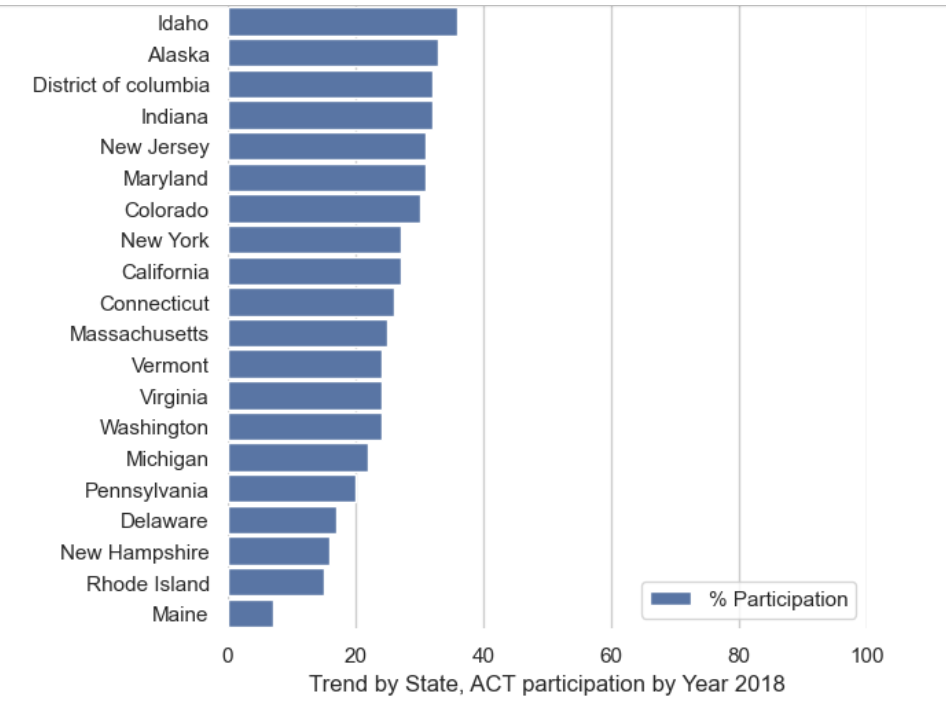 Idaho
Alaska
District of columbia
Indiana
New Jersey
Maryland
Colorado
New York
California
Connecticut
Massachusetts
Vermont
Virginia
Washington
Michigan
Pennsylvania
Delaware
New Hampshire
Rhode Island
Maine
% Participation
0 20 40 60 80 100
Trend by State, ACT participation by Year 2018